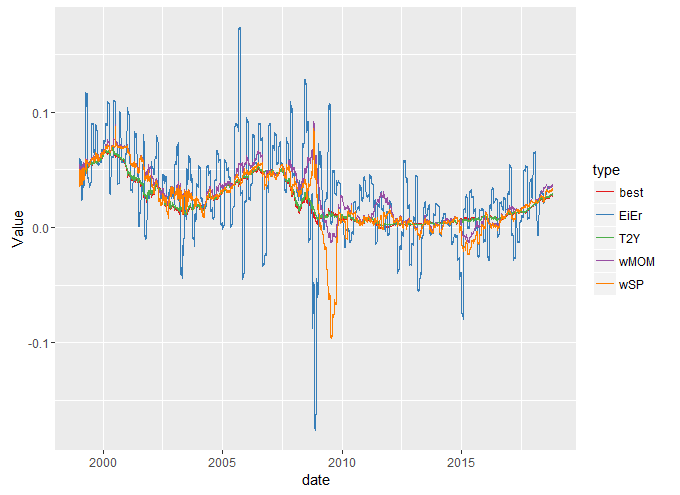 0.1
0.0
-0.1
Value
2000 2005 2010 2015
date
type
best
EiEr
T2Y
wMOM
wSP